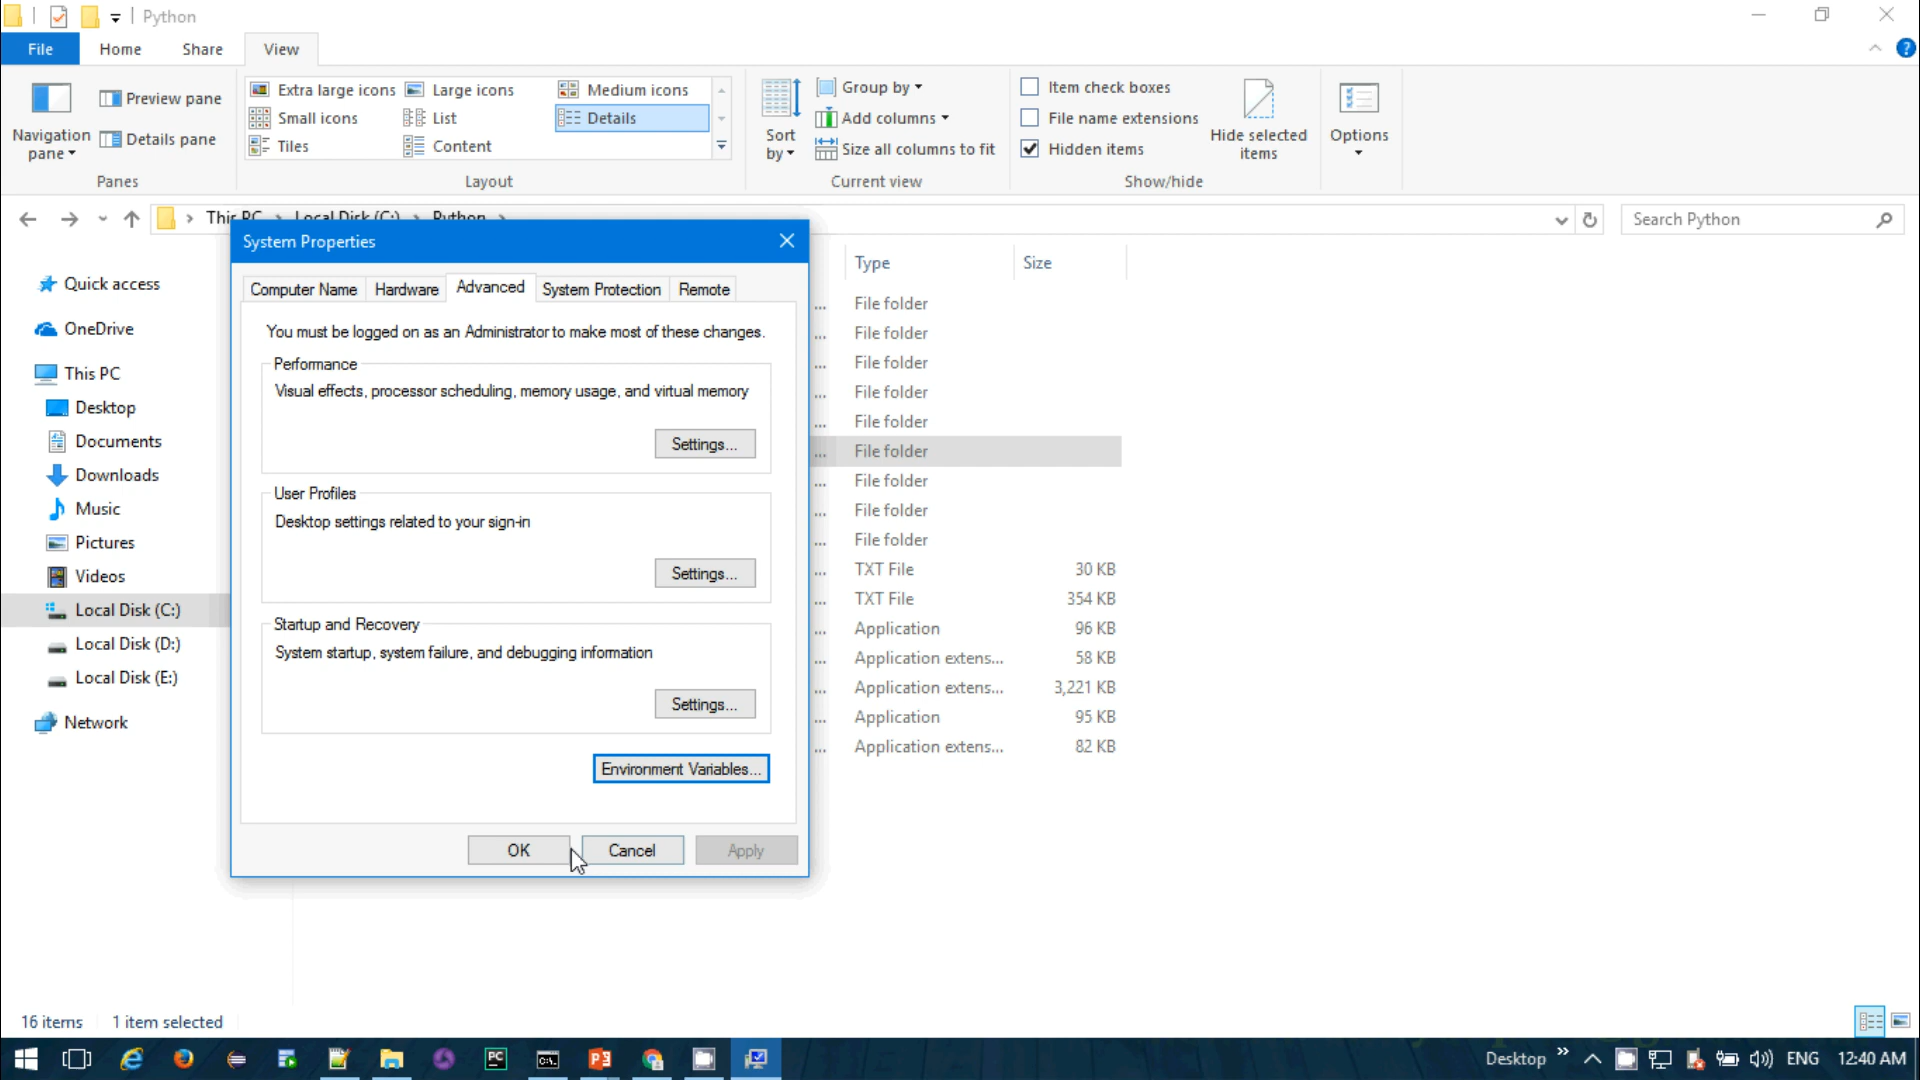 Python
File Home Share View
Navigation pane
Preview pane
Details pane
Panes
Extra large icons Large icons Medium icons
Small icons List Details
Tiles Content
Layout
Sort by
Group by
Add columns
Size all columns to fit
Current view
Item check boxes
File name extensions
Hidden items
Hide selected items
Show/hide
Options
This PC > Local Disk (C:) > Python >
Search Python
Quick access
OneDrive
This PC
Desktop
Documents
Downloads
Music
Pictures
Videos
Local Disk (C:)
Local Disk (D:)
Local Disk (E:)
Network
System Properties
Computer Name Hardware Advanced System Protection Remote
You must be logged on as an Administrator to make most of these changes.
Performance
Visual effects, processor scheduling, memory usage, and virtual memory
Settings...
User Profiles
Desktop settings related to your sign-in
Settings...
Startup and Recovery
System startup, system failure, and debugging information
Settings...
Environment Variables...
OK Cancel Apply
Type Size
... File folder
... File folder
... File folder
... File folder
... File folder
... File folder
... File folder
... File folder
... File folder
... TXT File 30 KB
... TXT File 354 KB
... Application 96 KB
... Application extens... 58 KB
... Application extens... 3,221 KB
... Application 95 KB
... Application extens... 82 KB
16 items 1 item selected
Desktop ENG 12:40 AM